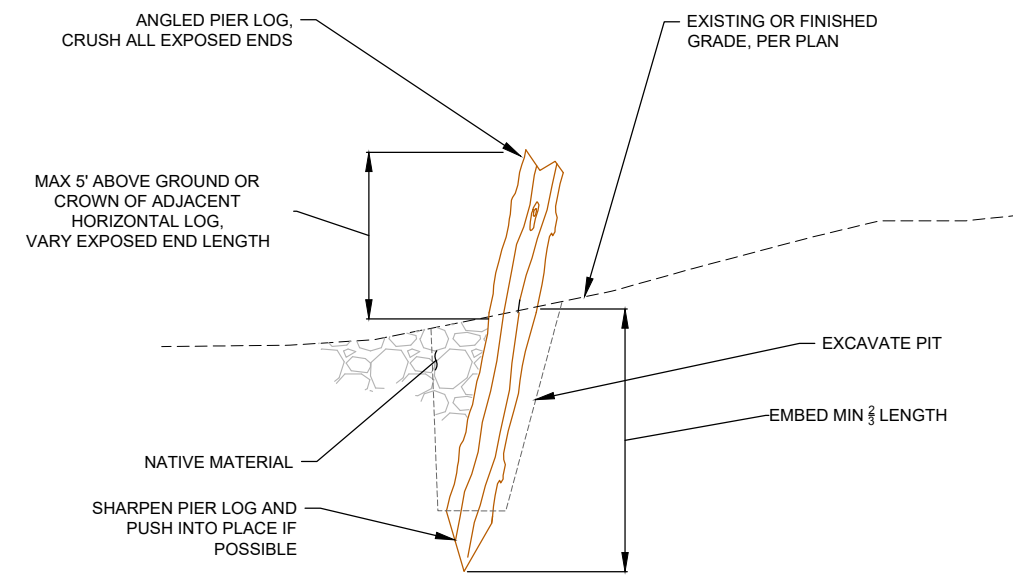 ANGLED PIER LOG,
CRUSH ALL EXPOSED ENDS
EXISTING OR FINISHED
GRADE, PER PLAN
MAX 5' ABOVE GROUND OR
CROWN OF ADJACENT
HORIZONTAL LOG,
VARY EXPOSED END LENGTH
EXCAVATE PIT
EMBED MIN 2/3 LENGTH
NATIVE MATERIAL
SHARPEN PIER LOG AND
PUSH INTO PLACE IF
POSSIBLE